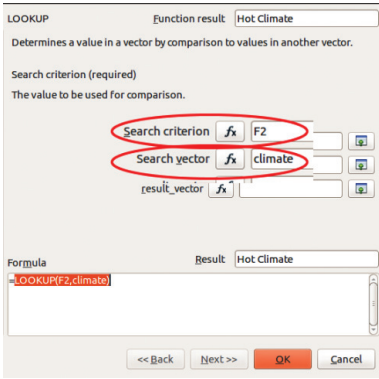 LOOKUP Function result Hot Climate
Determines a value in a vector by comparison to values in another vector.
Search criterion (required)
The value to be used for comparison.
Search criterion fx F2
Search vector fx climate
result_vector fx
Formula Result Hot Climate
=LOOKUP(F2,climate)
<< Back Next >> OK Cancel